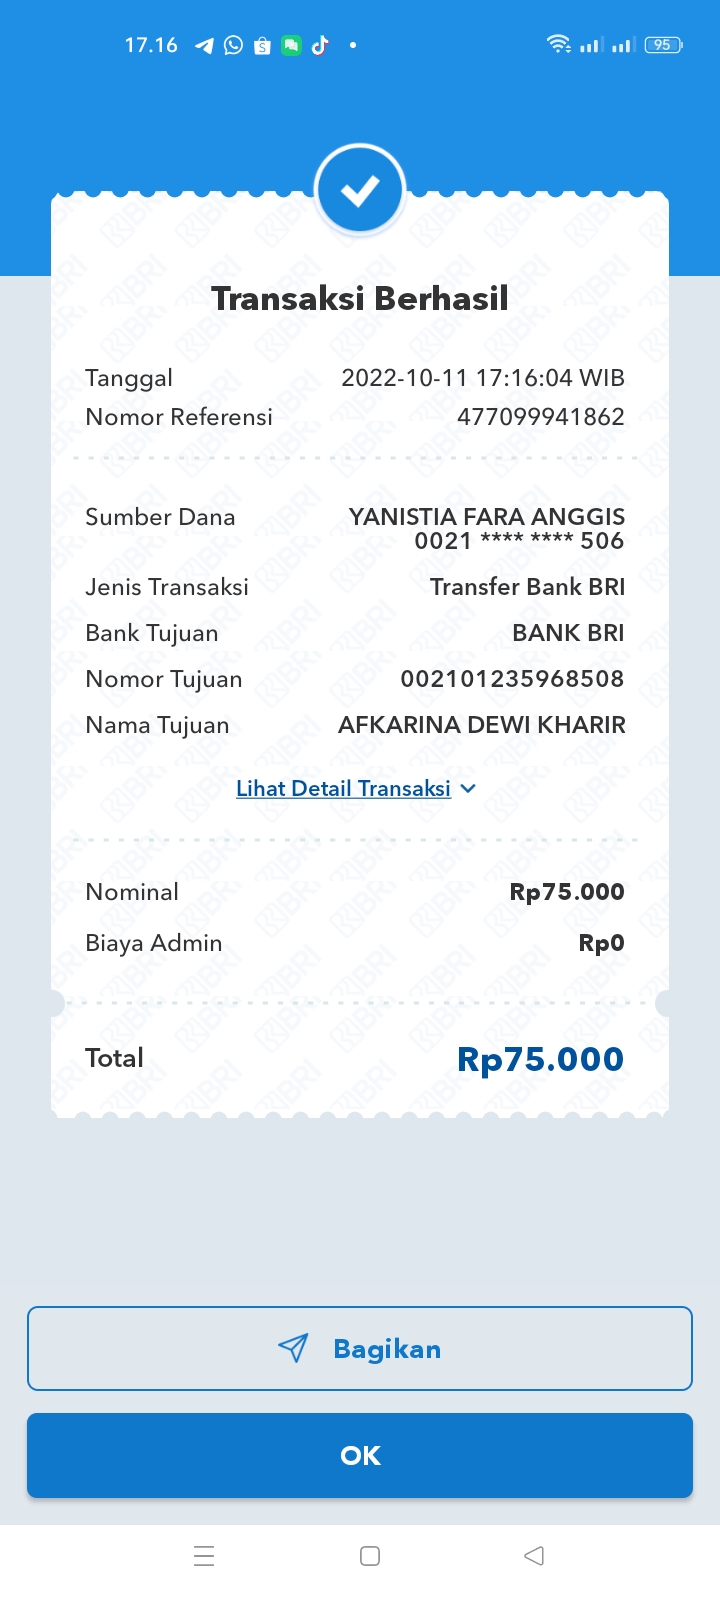 17.16
95
Transaksi Berhasil
Tanggal 2022-10-11 17:16:04 WIB
Nomor Referensi 477099941862
Sumber Dana YANISTIA FARA ANGGIS
0021 **** **** 506
Jenis Transaksi Transfer Bank BRI
Bank Tujuan BANK BRI
Nomor Tujuan 002101235968508
Nama Tujuan AFKARINA DEWI KHARIR
Lihat Detail Transaksi
Nominal Rp75.000
Biaya Admin Rp0
Total Rp75.000
Bagikan
OK